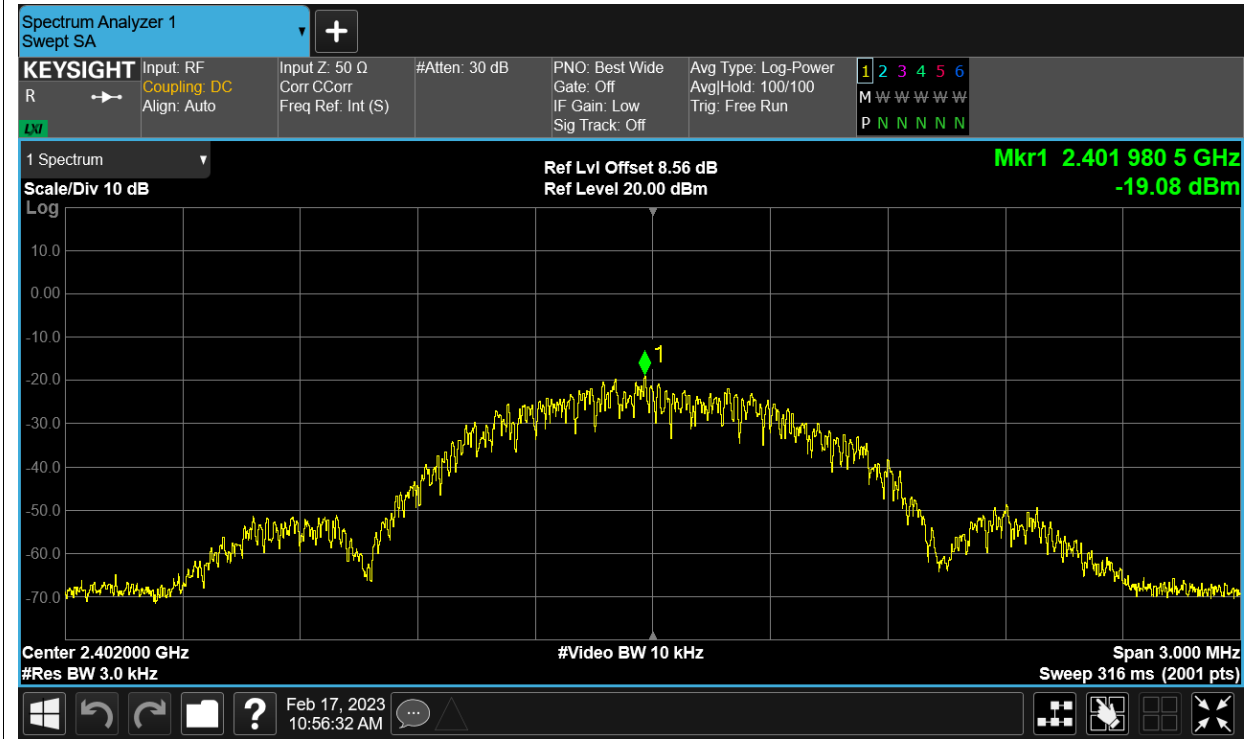 Spectrum Analyzer 1
Swept SA
+
KEYSIGHT
R
LXI
Input: RF
Coupling: DC
Align: Auto
Input Z: 50 Ω
Corr CCorr
Freq Ref: Int (S)
#Atten: 30 dB
PNO: Best Wide
Gate: Off
IF Gain: Low
Sig Track: Off
Avg Type: Log-Power
Avg|Hold: 100/100
Trig: Free Run
1 2 3 4 5 6
M W W W W W
P N N N N N
1 Spectrum
Scale/Div 10 dB
Log
Ref Lvl Offset 8.56 dB
Ref Level 20.00 dBm
Mkr1 2.401 980 5 GHz
-19.08 dBm
10.0
0.00
-10.0
1
-20.0
-30.0
-40.0
-50.0
-60.0
-70.0
Center 2.402000 GHz
#Res BW 3.0 kHz
#Video BW 10 kHz
Span 3.000 MHz
Sweep 316 ms (2001 pts)
?
Feb 17, 2023
10:56:32 AM